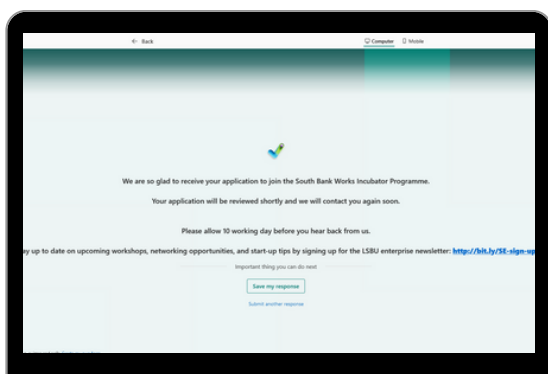 Back
Computer Mobile
We are so glad to receive your application to join the South Bank Works Incubator Programme.
Your application will be reviewed shortly and we will contact you again soon.
Please allow 10 working day before you hear back from us.
ay up to date on upcoming workshops, networking opportunities, and start-up tips by signing up for the LSBU enterprise newsletter: http://bit.ly/SE-sign-up
Important thing you can do next
Save my response
Submit another response